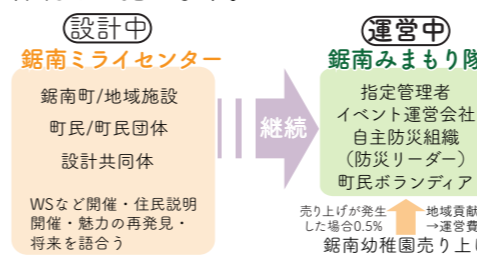 設計中
鋸南ミライセンター
鋸南町/地域施設
町民/町民団体
設計共同体
WSなど開催・住民説明
開催・魅力の再発見・
将来を語合う
継続
運営中
鋸南みまもり隊
指定管理者
イベント運営会社
自主防災組織
(防災リーダー)
町民ボランディア
売り上げが発生
した場合0.5%
地域貢献
→運営費
鋸南幼稚園売り上げ